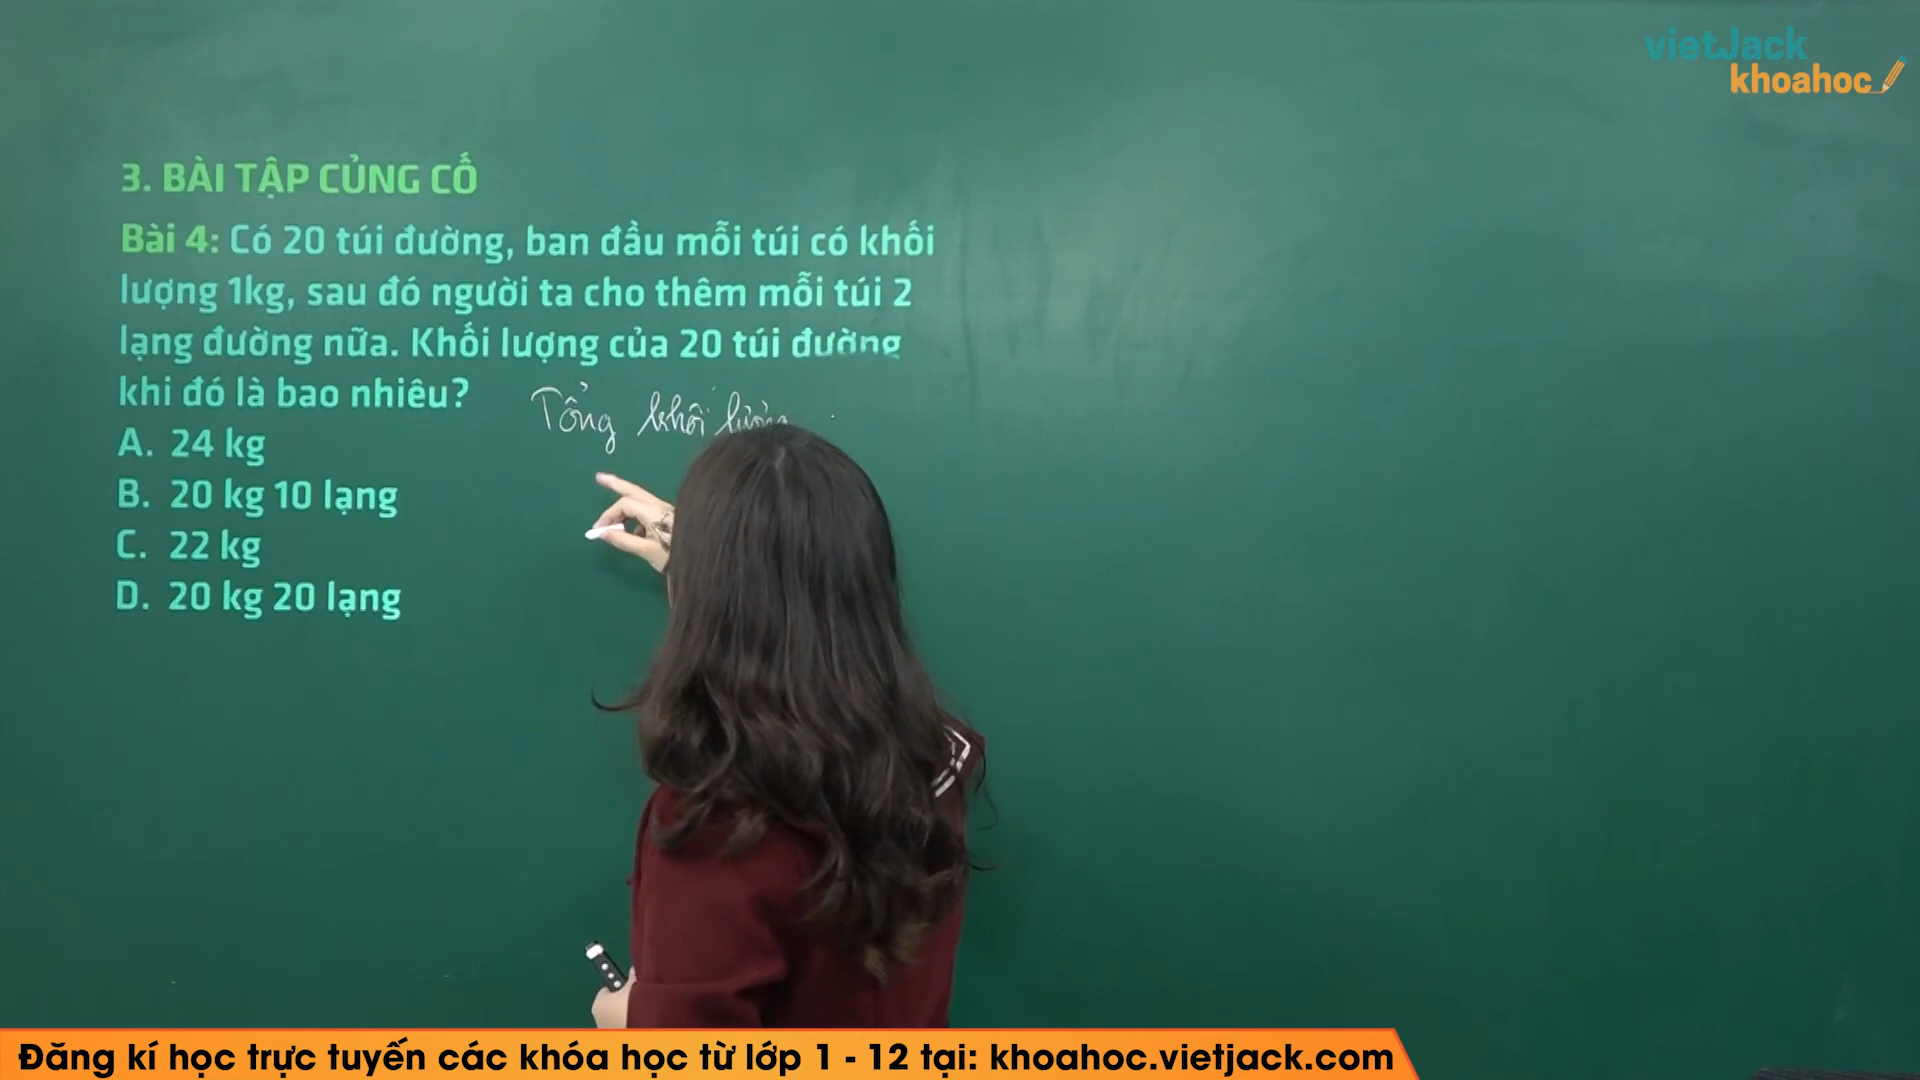 vietJack
khoahoc
3. BÀI TẬP CỦNG CỐ
Bài 4: Có 20 túi đường, ban đầu mỗi túi có khối
lượng 1kg, sau đó người ta cho thêm mỗi túi 2
lạng đường nữa. Khối lượng của 20 túi đường
khi đó là bao nhiêu?
Tổng khối lượng
A. 24 kg
B. 20 kg 10 lạng
C. 22 kg
D. 20 kg 20 lạng
Đăng kí học trực tuyến các khóa học từ lớp 1 - 12 tại: khoahoc.vietjack.com